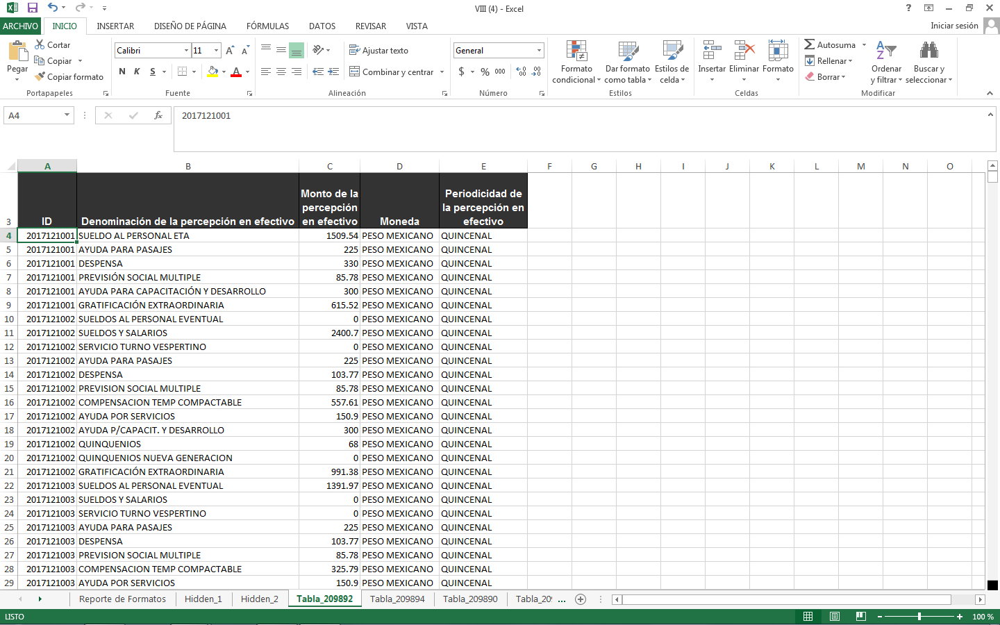 VIII (4) - Excel
ARCHIVO INICIO INSERTAR DISEÑO DE PÁGINA FÓRMULAS DATOS REVISAR VISTA Iniciar sesión
Pegar
Cortar
Copiar
Copiar formato
Portapapeles
Calibri 11
N K S
Fuente
Ajustar texto
Combinar y centrar
Alineación
General
$ % 000
Número
Formato condicional
Dar formato como tabla
Estilos de celda
Estilos
Insertar Eliminar Formato
Celdas
Autosuma
Rellenar
Borrar
Ordenar y filtrar
Buscar y seleccionar
Modificar
A4 fx 2017121001
A B C D E F G H I J K L M N O
3 ID Denominación de la percepción en efectivo Monto de la percepción en efectivo Moneda Periodicidad de la percepción en efectivo
4 2017121001 SUELDO AL PERSONAL ETA 1509.54 PESO MEXICANO QUINCENAL
5 2017121001 AYUDA PARA PASAJES 225 PESO MEXICANO QUINCENAL
6 2017121001 DESPENSA 330 PESO MEXICANO QUINCENAL
7 2017121001 PREVISIÓN SOCIAL MULTIPLE 85.78 PESO MEXICANO QUINCENAL
8 2017121001 AYUDA PARA CAPACITACIÓN Y DESARROLLO 300 PESO MEXICANO QUINCENAL
9 2017121001 GRATIFICACIÓN EXTRAORDINARIA 615.52 PESO MEXICANO QUINCENAL
10 2017121002 SUELDOS AL PERSONAL EVENTUAL 0 PESO MEXICANO QUINCENAL
11 2017121002 SUELDOS Y SALARIOS 2400.7 PESO MEXICANO QUINCENAL
12 2017121002 SERVICIO TURNO VESPERTINO 0 PESO MEXICANO QUINCENAL
13 2017121002 AYUDA PARA PASAJES 225 PESO MEXICANO QUINCENAL
14 2017121002 DESPENSA 103.77 PESO MEXICANO QUINCENAL
15 2017121002 PREVISION SOCIAL MULTIPLE 85.78 PESO MEXICANO QUINCENAL
16 2017121002 COMPENSACION TEMP COMPACTABLE 557.61 PESO MEXICANO QUINCENAL
17 2017121002 AYUDA POR SERVICIOS 150.9 PESO MEXICANO QUINCENAL
18 2017121002 AYUDA P/CAPACIT. Y DESARROLLO 300 PESO MEXICANO QUINCENAL
19 2017121002 QUINQUENIOS 68 PESO MEXICANO QUINCENAL
20 2017121002 QUINQUENIOS NUEVA GENERACION 0 PESO MEXICANO QUINCENAL
21 2017121002 GRATIFICACIÓN EXTRAORDINARIA 991.38 PESO MEXICANO QUINCENAL
22 2017121003 SUELDOS AL PERSONAL EVENTUAL 1391.97 PESO MEXICANO QUINCENAL
23 2017121003 SUELDOS Y SALARIOS 0 PESO MEXICANO QUINCENAL
24 2017121003 SERVICIO TURNO VESPERTINO 0 PESO MEXICANO QUINCENAL
25 2017121003 AYUDA PARA PASAJES 225 PESO MEXICANO QUINCENAL
26 2017121003 DESPENSA 103.77 PESO MEXICANO QUINCENAL
27 2017121003 PREVISION SOCIAL MULTIPLE 85.78 PESO MEXICANO QUINCENAL
28 2017121003 COMPENSACION TEMP COMPACTABLE 325.79 PESO MEXICANO QUINCENAL
29 2017121003 AYUDA POR SERVICIOS 150.9 PESO MEXICANO QUINCENAL
Reporte de Formatos Hidden_1 Hidden_2 Tabla_209892 Tabla_209894 Tabla_209890 Tabla_20 ...
LISTO 100 %